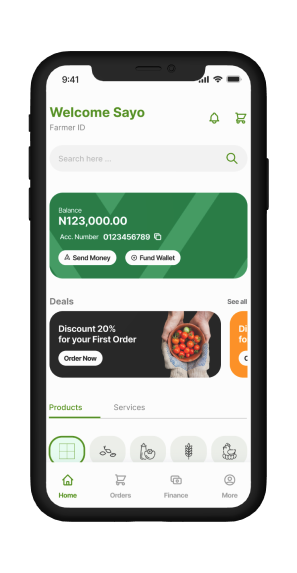 9:41
Welcome Sayo
Farmer ID
Search here ...
Balance
N123,000.00
Acc. Number 0123456789
Send Money Fund Wallet
Deals See all
Discount 20%
for your First Order
Order Now
Di
fo
Products Services
Home Orders Finance More